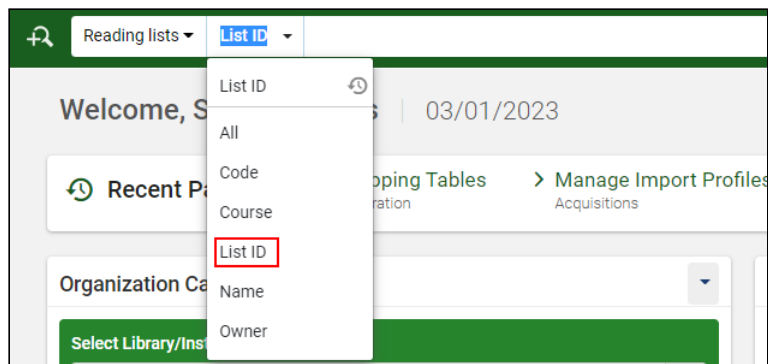 Reading lists List ID
List ID
Welcome, S 03/01/2023
All
Code
Recent Pa pping Tables Manage Import Profiles
ration Acquisitions
Course
List ID
Organization Ca
Name
Owner
Select Library/Inst